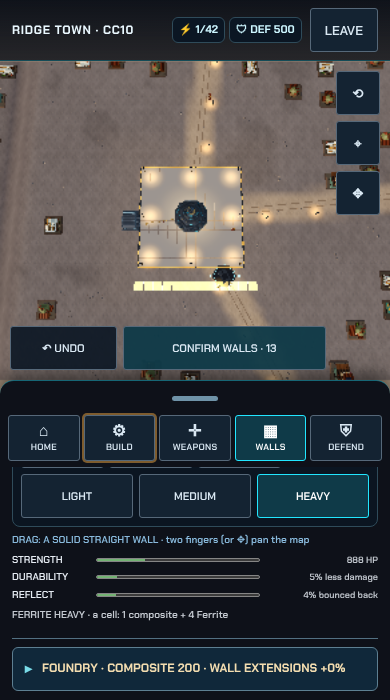 RIDGE TOWN · CC10
⚡ 1/42
🛡 DEF 500
LEAVE
↶ UNDO
CONFIRM WALLS · 13
HOME
BUILD
WEAPONS
WALLS
DEFEND
LIGHT
MEDIUM
HEAVY
DRAG: A SOLID STRAIGHT WALL · two fingers (or ✥) pan the map
STRENGTH
888 HP
DURABILITY
5% less damage
REFLECT
4% bounced back
FERRITE HEAVY · a cell: 1 composite + 4 Ferrite
▶ FOUNDRY · COMPOSITE 200 · WALL EXTENSIONS +0%